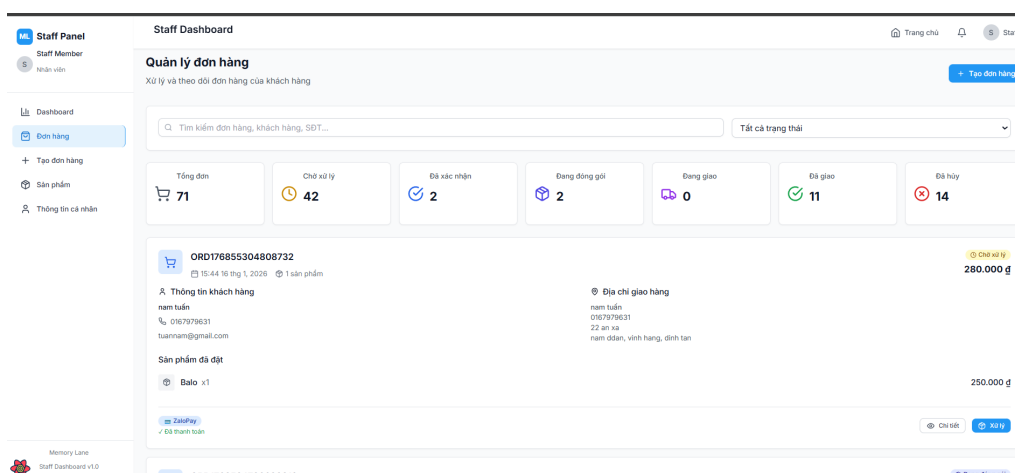 ML Staff Panel
Staff Member
S
Nhân viên
Dashboard
Đơn hàng
Tạo đơn hàng
Sản phẩm
Thông tin cá nhân
Memory Lane
Staff Dashboard v1.0
Staff Dashboard
Trang chủ
S Sta
Quản lý đơn hàng
Xử lý và theo dõi đơn hàng của khách hàng
+ Tạo đơn hàng
Tìm kiếm đơn hàng, khách hàng, SĐT...
Tất cả trạng thái
Tổng đơn
71
Chờ xử lý
42
Đã xác nhận
2
Đang đóng gói
2
Đang giao
0
Đã giao
11
Đã hủy
14
ORD176855304808732
15:44 16 thg 1, 2026 1 sản phẩm
Chờ xử lý
280.000 ₫
Thông tin khách hàng
nam tuấn
0167979631
tuannam@gmail.com
Địa chỉ giao hàng
nam tuấn
0167979631
22 an xa
nam ddan, vinh hang, dinh tan
Sản phẩm đã đặt
Balo x1
250.000 ₫
ZaloPay
✓ Đã thanh toán
Chi tiết
Xử lý